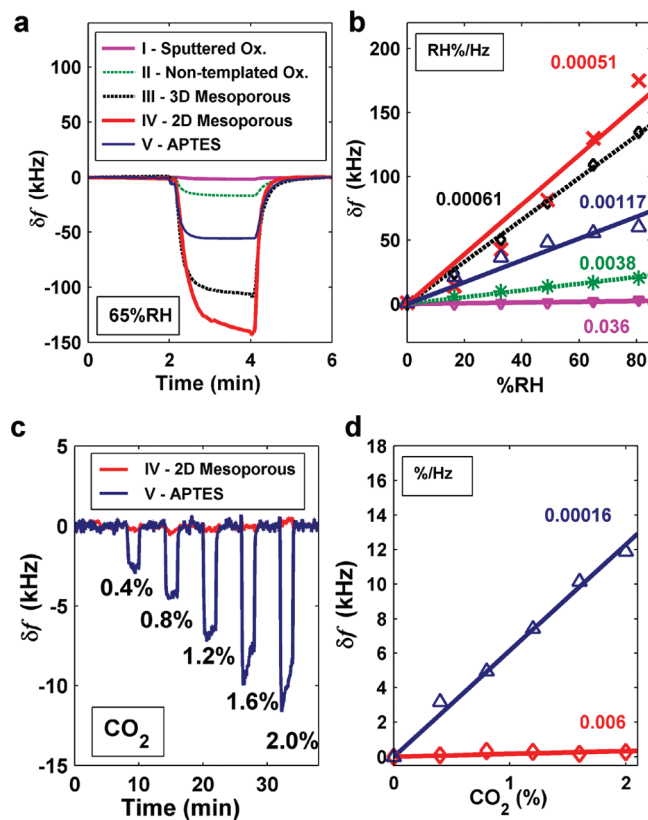 a
I - Sputtered Ox.
II - Non-templated Ox.
III - 3D Mesoporous
IV - 2D Mesoporous
V - APTES
100
50
0
-50
-100
-150
δf (kHz)
65%RH
0 2 4 6
Time (min)
b
RH%/Hz
200
150
100
50
0
δf (kHz)
0.00051
0.00061
0.00117
0.0038
0.036
0 20 40 60 80
%RH
c
IV - 2D Mesoporous
V - APTES
5
0
-5
-10
-15
δf (kHz)
0.4%
0.8%
1.2%
1.6%
2.0%
CO2
0 10 20 30
Time (min)
d
%/Hz
18
16
14
12
10
8
6
4
2
0
δf (kHz)
0.00016
0.006
0 1 2
CO2 (%)